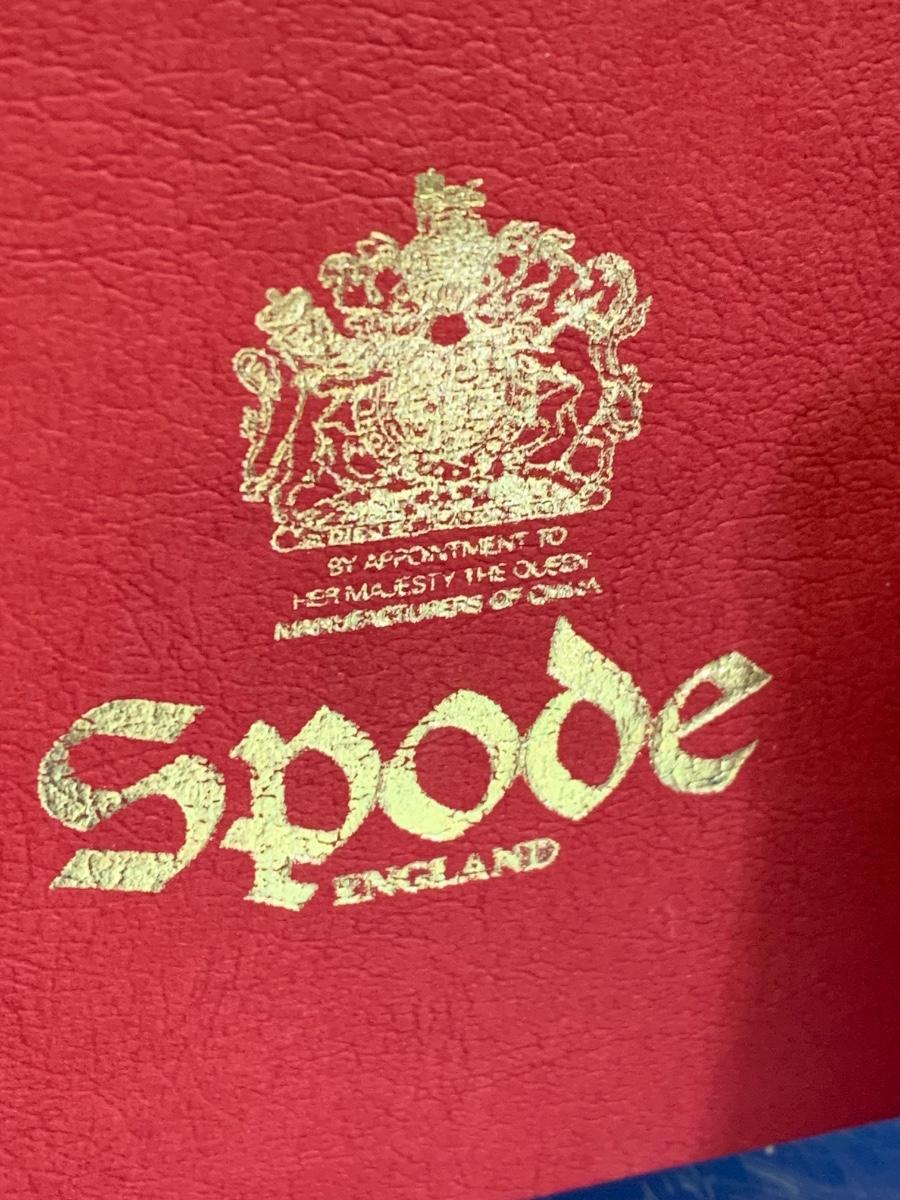 BY APPOINTMENT TO
HER MAJESTY THE QUEEN
MANUFACTURERS OF CHINA
Spode
ENGLAND